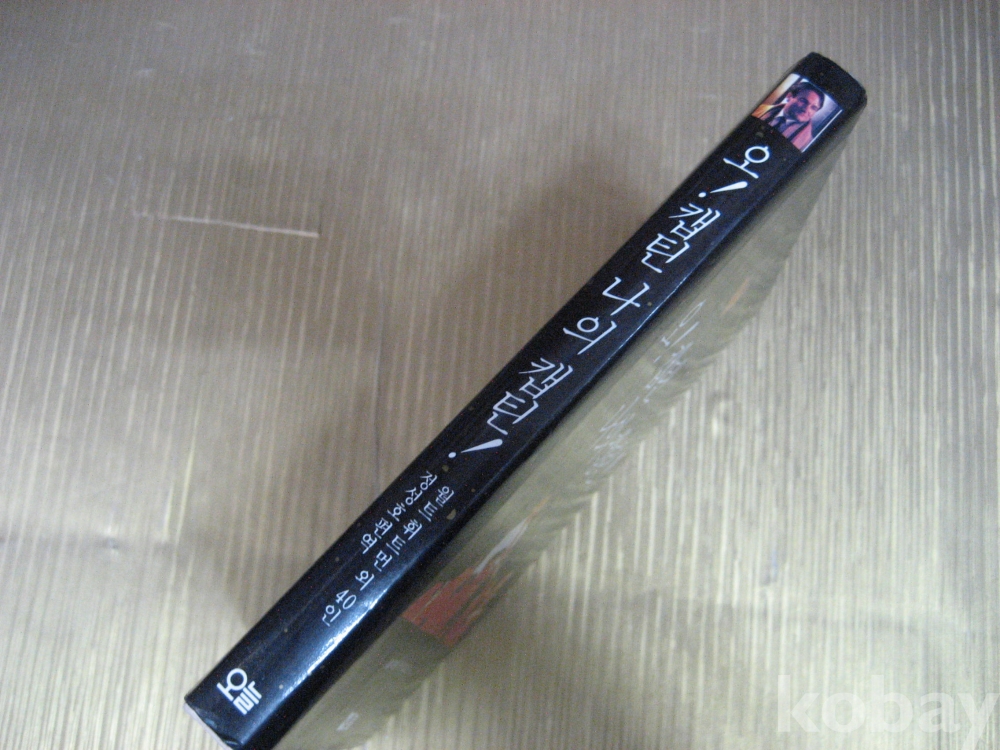 오! 캡틴 나의 캡틴!
월트 휘트먼 외 40인
정성호 편역
오늘
kobay